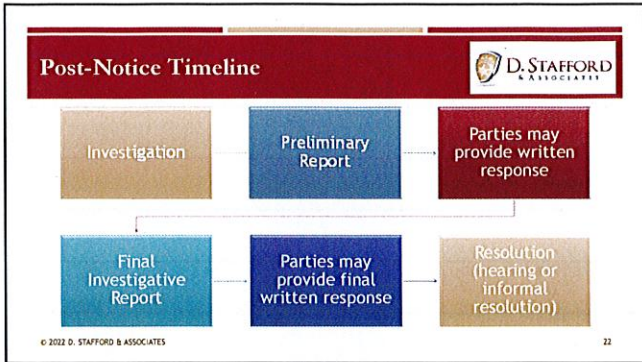 Post-Notice Timeline
D. STAFFORD
& ASSOCIATES
Investigation
Preliminary
Report
Parties may
provide written
response
Final
Investigative
Report
Parties may
provide final
written response
Resolution
(hearing or
informal
resolution)
© 2022 D. STAFFORD & ASSOCIATES
22